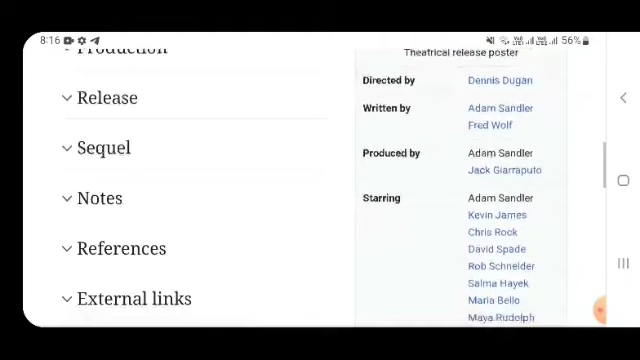 8:16
56%
Production
Release
Sequel
Notes
References
External links
Theatrical release poster
Directed by Dennis Dugan
Written by Adam Sandler
Fred Wolf
Produced by Adam Sandler
Jack Giarraputo
Starring Adam Sandler
Kevin James
Chris Rock
David Spade
Rob Schneider
Salma Hayek
Maria Bello
Maya Rudolph